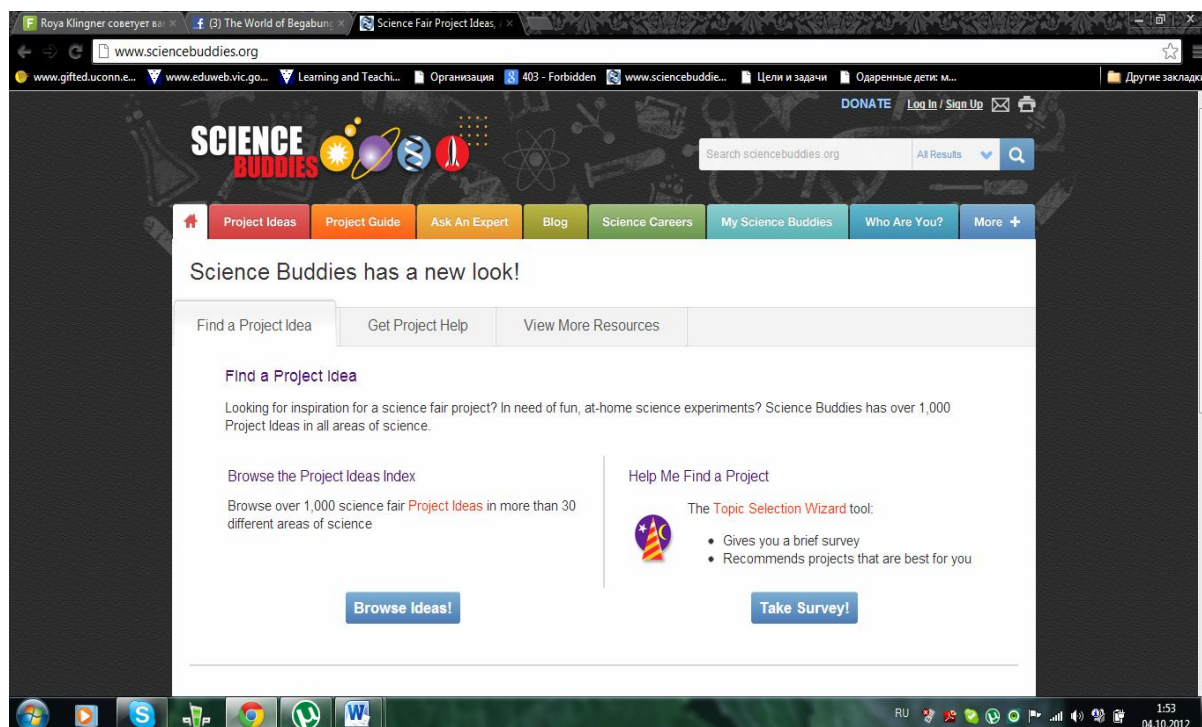 Roya Klingner советует ва
(3) The World of Begabung
Science Fair Project Ideas,
www.sciencebuddies.org
www.gifted.uconn.e...
www.eduweb.vic.go...
Learning and Teachi...
Организация
403 - Forbidden
www.sciencebuddie...
Цели и задачи
Одаренные дети: м...
Другие закладки
DONATE Log In / Sign Up
SCIENCE
BUDDIES
Search sciencebuddies.org
All Results
Project Ideas
Project Guide
Ask An Expert
Blog
Science Careers
My Science Buddies
Who Are You?
More +
Science Buddies has a new look!
Find a Project Idea
Get Project Help
View More Resources
Find a Project Idea
Looking for inspiration for a science fair project? In need of fun, at-home science experiments? Science Buddies has over 1,000
Project Ideas in all areas of science.
Browse the Project Ideas Index
Browse over 1,000 science fair Project Ideas in more than 30
different areas of science
Browse Ideas!
Help Me Find a Project
The Topic Selection Wizard tool:
Gives you a brief survey
Recommends projects that are best for you
Take Survey!
RU
1:53
04.10.2012